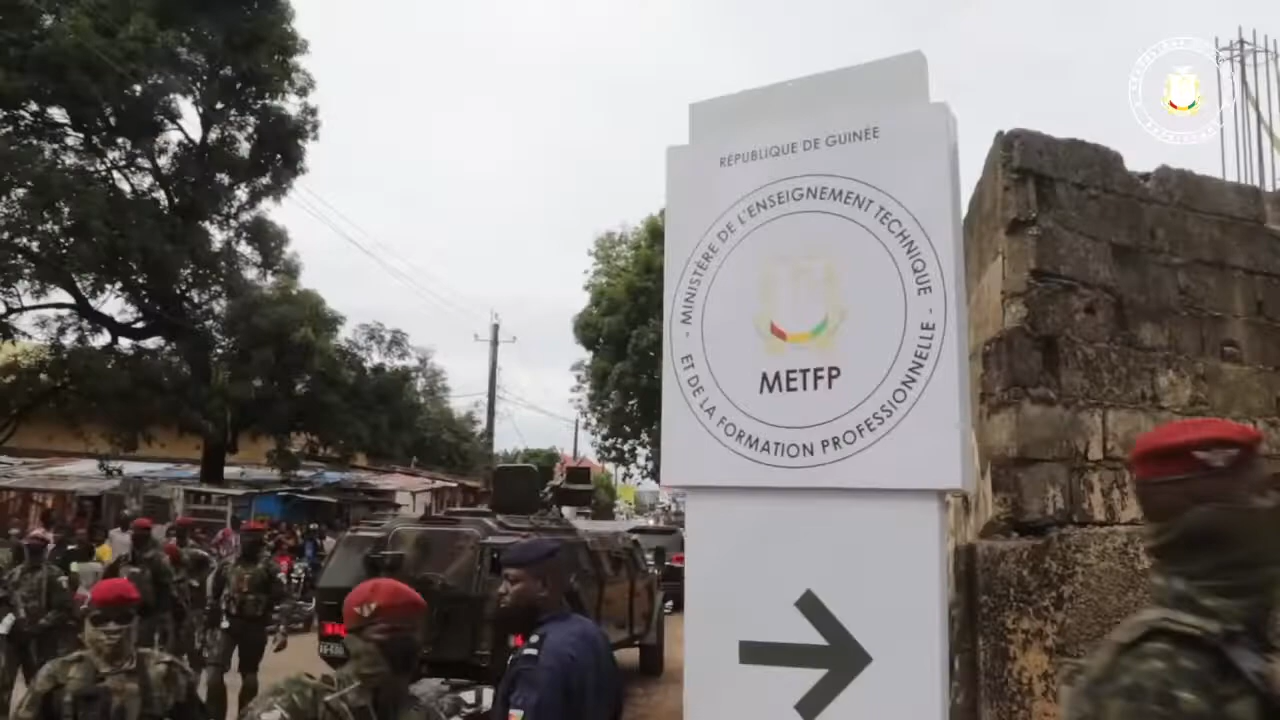 RÉPUBLIQUE DE GUINÉE
- MINISTÈRE DE L'ENSEIGNEMENT TECHNIQUE -
ET DE LA FORMATION PROFESSIONNELLE
METFP